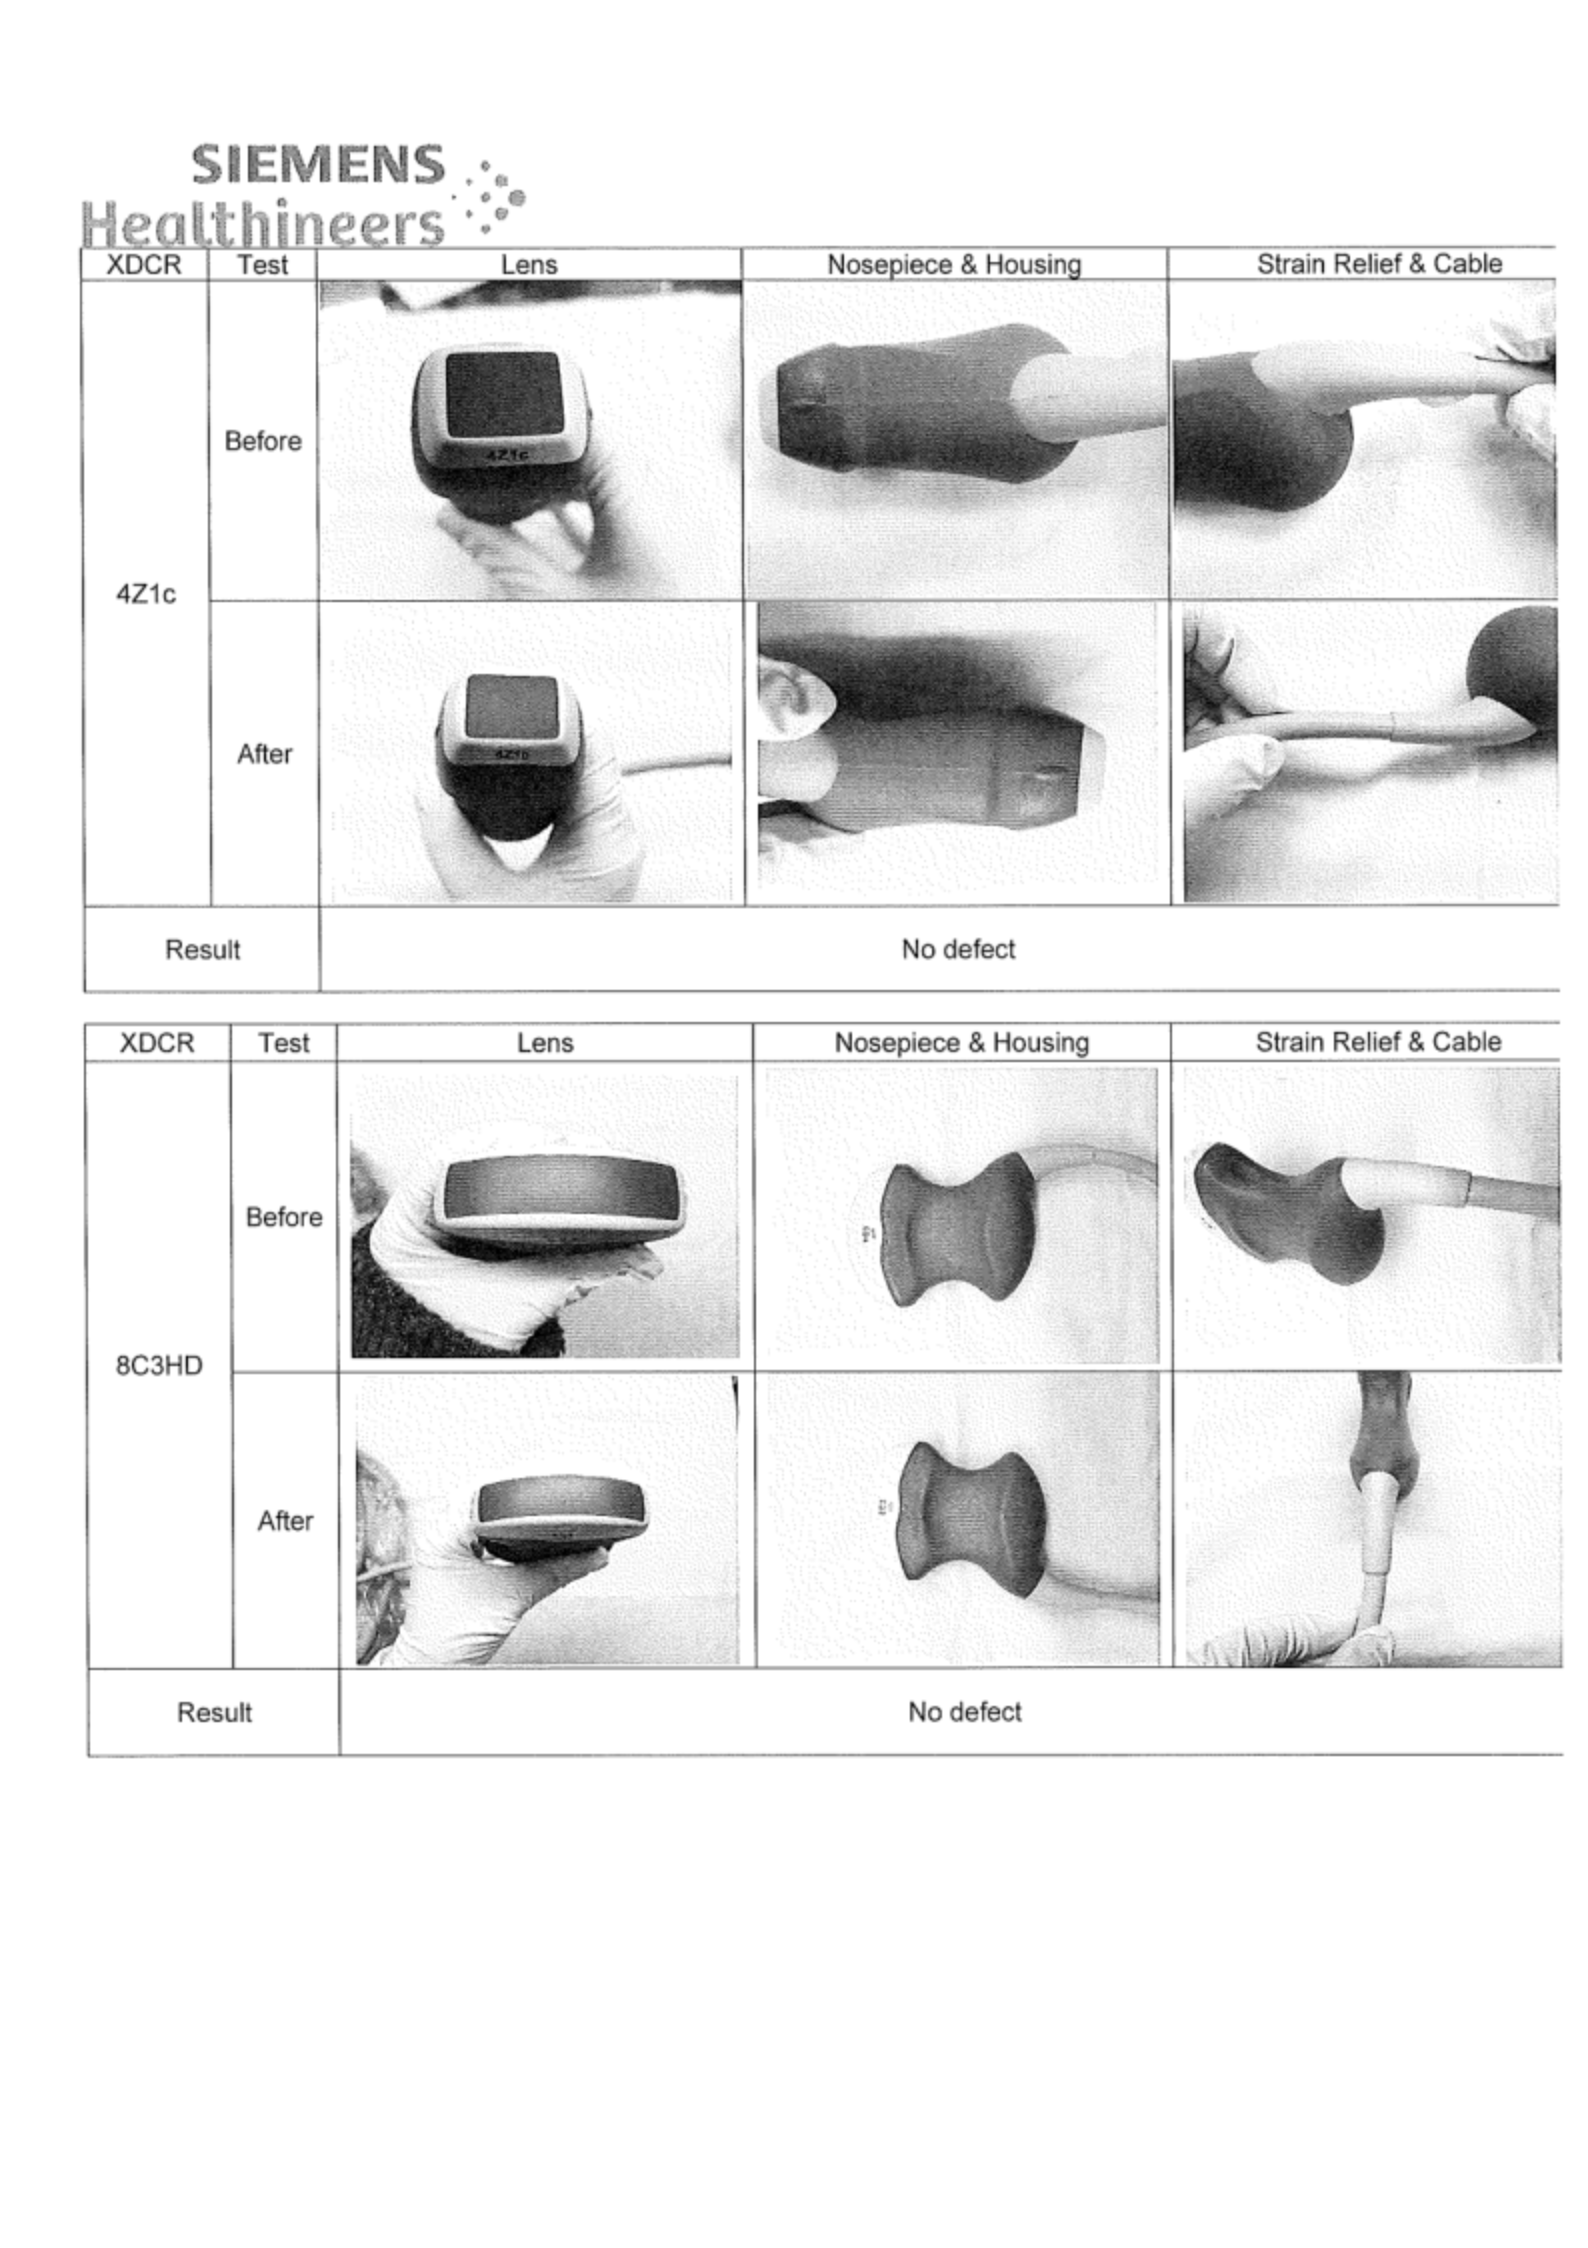 SIEMENS
Healthineers
XDCR Test Lens Nosepiece & Housing Strain Relief & Cable
4Z1c
Before
4Z1c
After
Result No defect
XDCR Test Lens Nosepiece & Housing Strain Relief & Cable
8C3HD
Before
After
Result No defect